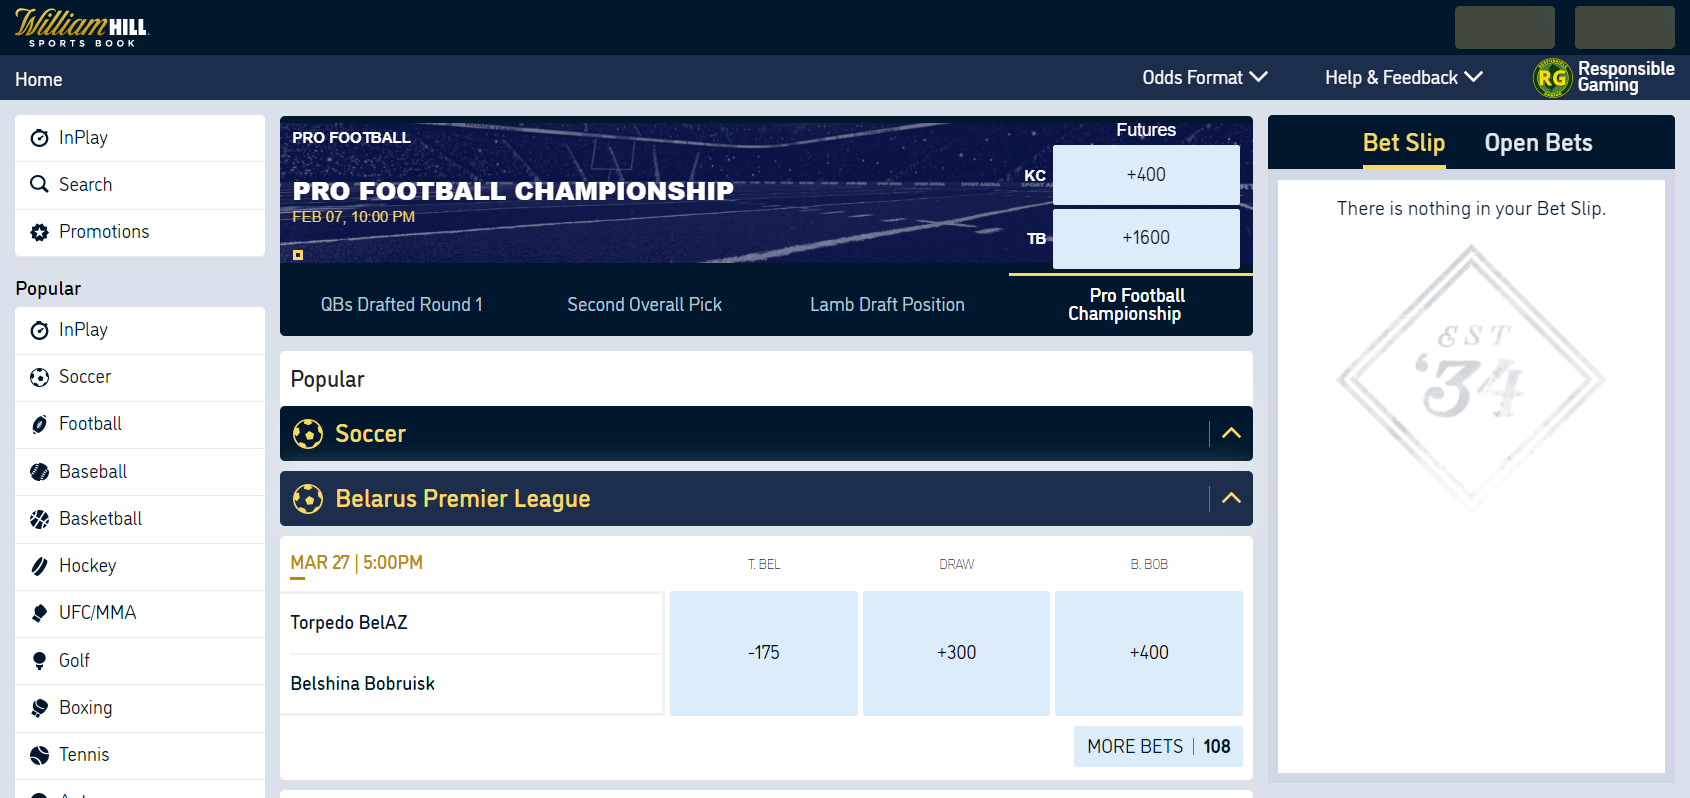 William HILL
SPORTS BOOK
Home
Odds Format
Help & Feedback
RG
Responsible
Gaming
InPlay
Search
Promotions
Popular
InPlay
Soccer
Football
Baseball
Basketball
Hockey
UFC/MMA
Golf
Boxing
Tennis
PRO FOOTBALL
PRO FOOTBALL CHAMPIONSHIP
FEB 07, 10:00 PM
Futures
KC +400
TB +1600
QBs Drafted Round 1
Second Overall Pick
Lamb Draft Position
Pro Football
Championship
Popular
Soccer
Belarus Premier League
MAR 27 | 5:00PM
T. BEL
DRAW
B. BOB
Torpedo BelAZ
Belshina Bobruisk
-175
+300
+400
MORE BETS | 108
Bet Slip
Open Bets
There is nothing in your Bet Slip.
EST
‘34